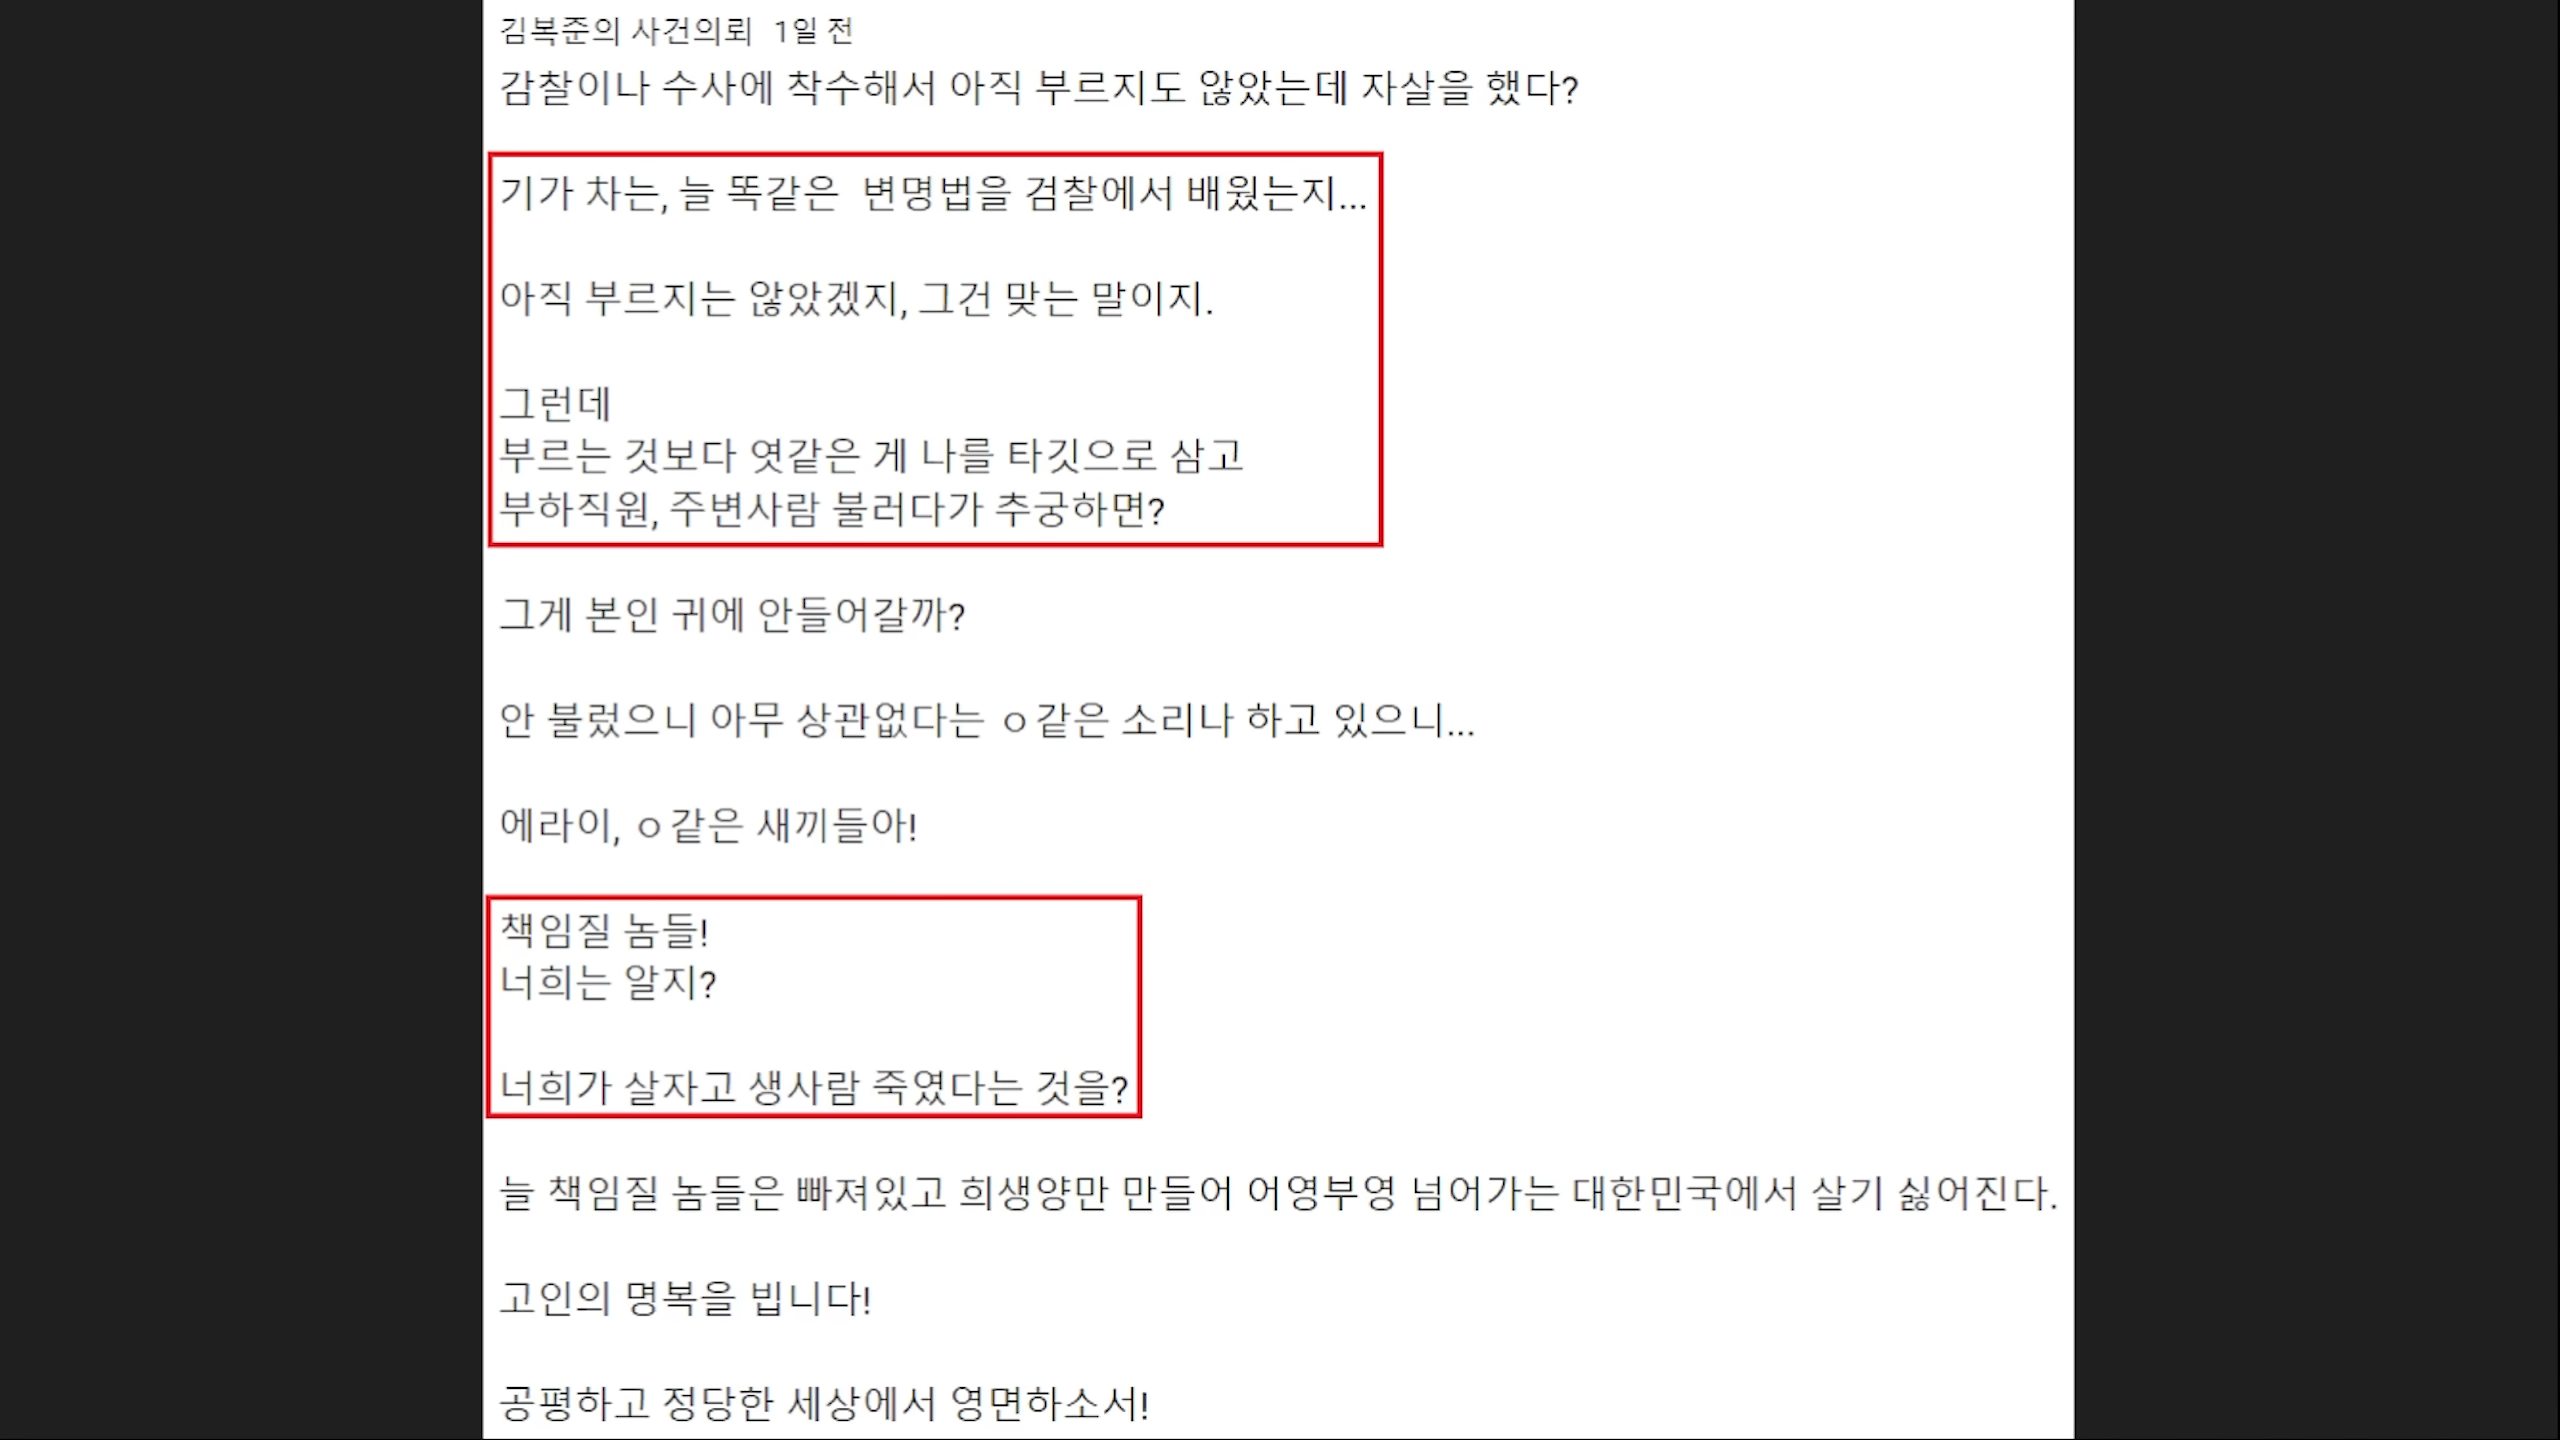 김복준의 사건의뢰 1일 전
감찰이나 수사에 착수해서 아직 부르지도 않았는데 자살을 했다?
기가 차는, 늘 똑같은 변명법을 검찰에서 배웠는지...
아직 부르지는 않았겠지, 그건 맞는 말이지.
그런데
부르는 것보다 엿같은 게 나를 타깃으로 삼고
부하직원, 주변사람 불러다가 추궁하면?
그게 본인 귀에 안들어갈까?
안 불렀으니 아무 상관없다는 ㅇ같은 소리나 하고 있으니...
에라이, ㅇ같은 새끼들아!
책임질 놈들!
너희는 알지?
너희가 살자고 생사람 죽였다는 것을?
늘 책임질 놈들은 빠져있고 희생양만 만들어 어영부영 넘어가는 대한민국에서 살기 싫어진다.
고인의 명복을 빕니다!
공평하고 정당한 세상에서 영면하소서!